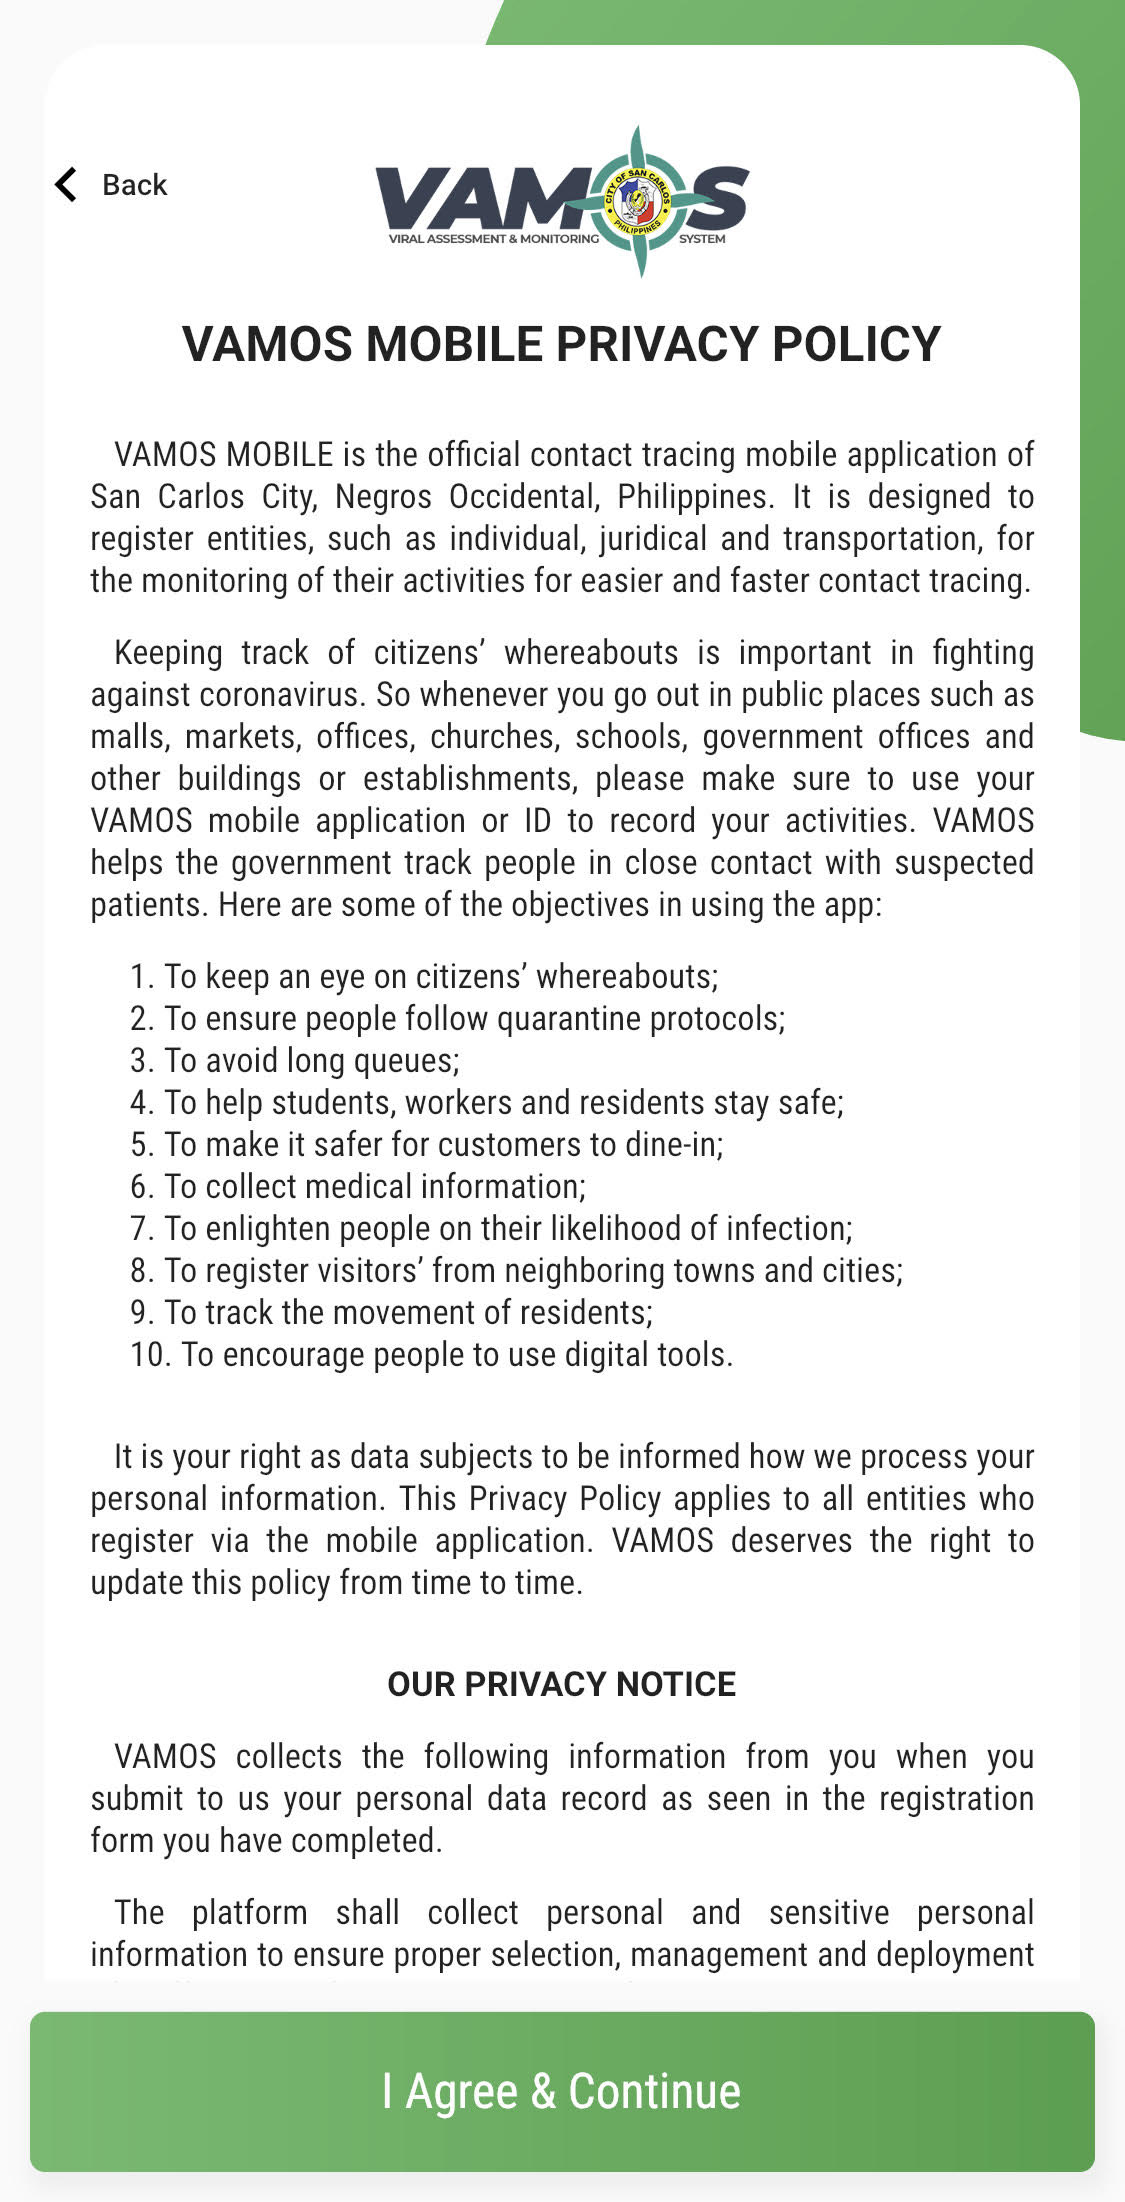 Back
VAMOS
CITY OF SAN CARLOS
PHILIPPINES
VIRAL ASSESSMENT & MONITORING SYSTEM
VAMOS MOBILE PRIVACY POLICY
VAMOS MOBILE is the official contact tracing mobile application of
San Carlos City, Negros Occidental, Philippines. It is designed to
register entities, such as individual, juridical and transportation, for
the monitoring of their activities for easier and faster contact tracing.
Keeping track of citizens’ whereabouts is important in fighting
against coronavirus. So whenever you go out in public places such as
malls, markets, offices, churches, schools, government offices and
other buildings or establishments, please make sure to use your
VAMOS mobile application or ID to record your activities. VAMOS
helps the government track people in close contact with suspected
patients. Here are some of the objectives in using the app:
1. To keep an eye on citizens’ whereabouts;
2. To ensure people follow quarantine protocols;
3. To avoid long queues;
4. To help students, workers and residents stay safe;
5. To make it safer for customers to dine-in;
6. To collect medical information;
7. To enlighten people on their likelihood of infection;
8. To register visitors’ from neighboring towns and cities;
9. To track the movement of residents;
10. To encourage people to use digital tools.
It is your right as data subjects to be informed how we process your
personal information. This Privacy Policy applies to all entities who
register via the mobile application. VAMOS deserves the right to
update this policy from time to time.
OUR PRIVACY NOTICE
VAMOS collects the following information from you when you
submit to us your personal data record as seen in the registration
form you have completed.
The platform shall collect personal and sensitive personal
information to ensure proper selection, management and deployment
I Agree & Continue